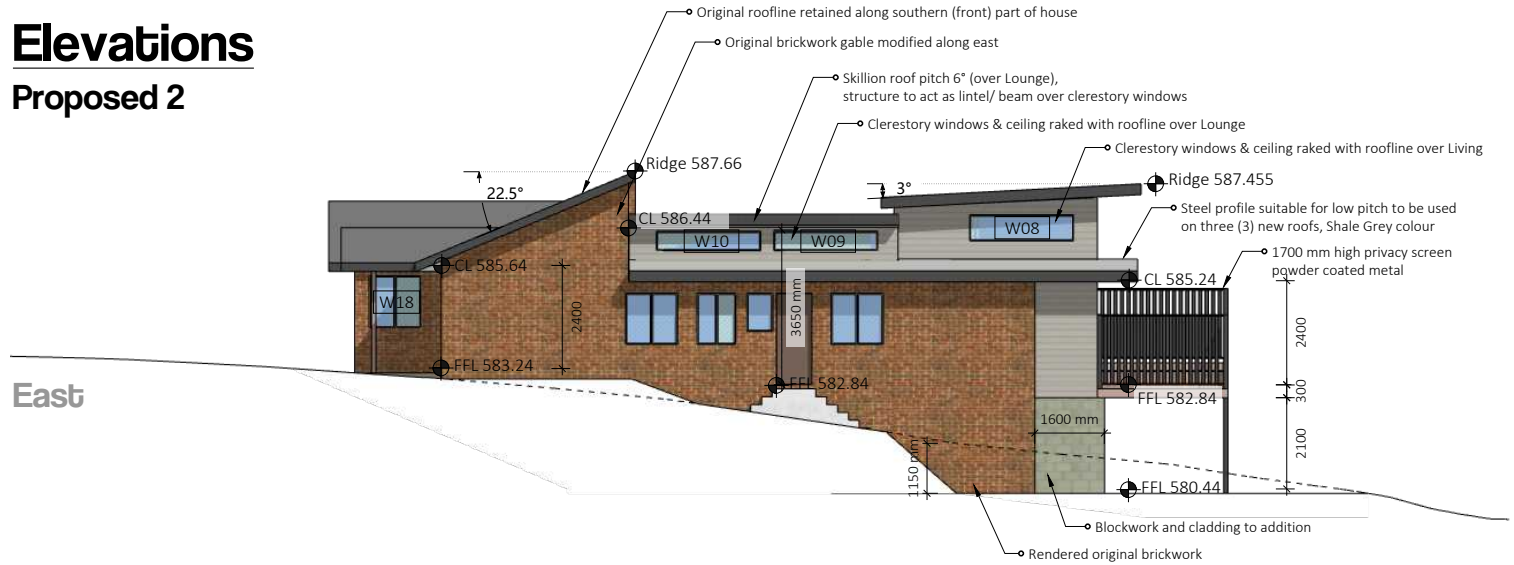 Elevations
Proposed 2
Original roofline retained along southern (front) part of house
Original brickwork gable modified along east
Skillion roof pitch 6° (over Lounge),
structure to act as lintel/ beam over clerestory windows
Clerestory windows & ceiling raked with roofline over Lounge
Clerestory windows & ceiling raked with roofline over Living
Ridge 587.66
22.5°
3°
Ridge 587.455
CL 586.44
W10
W09
W08
Steel profile suitable for low pitch to be used
on three (3) new roofs, Shale Grey colour
1700 mm high privacy screen
powder coated metal
CL 585.64
CL 585.24
W18
2400
3650 mm
2400
FFL 583.24
FFL 582.84
FFL 582.84
300
East
1600 mm
2100
1150 mm
FFL 580.44
Blockwork and cladding to addition
Rendered original brickwork